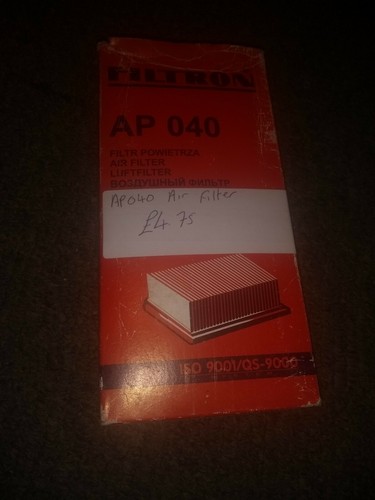 FILTRON
AP 040
FILTR POWIETRZA
AIR FILTER
LUFTFILTER
ВОЗДУШНЫЙ ФИЛЬТР
AP040 Air Filter
£4 75
ISO 9001/QS-9000